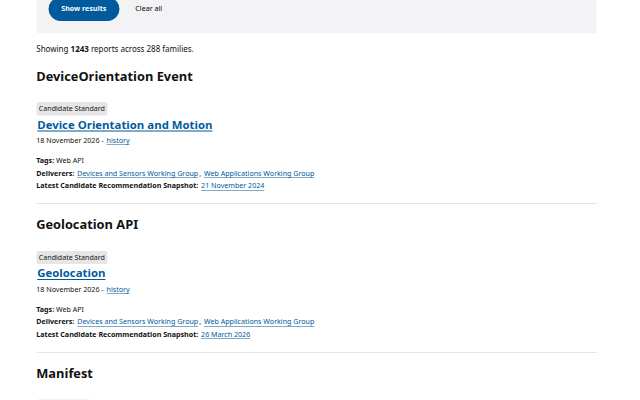 Show results
Clear all
Showing 1243 reports across 288 families.
DeviceOrientation Event
Candidate Standard
Device Orientation and Motion
18 November 2026 - history
Tags: Web API
Deliverers: Devices and Sensors Working Group, Web Applications Working Group
Latest Candidate Recommendation Snapshot: 21 November 2024
Geolocation API
Candidate Standard
Geolocation
18 November 2026 - history
Tags: Web API
Deliverers: Devices and Sensors Working Group, Web Applications Working Group
Latest Candidate Recommendation Snapshot: 26 March 2026
Manifest